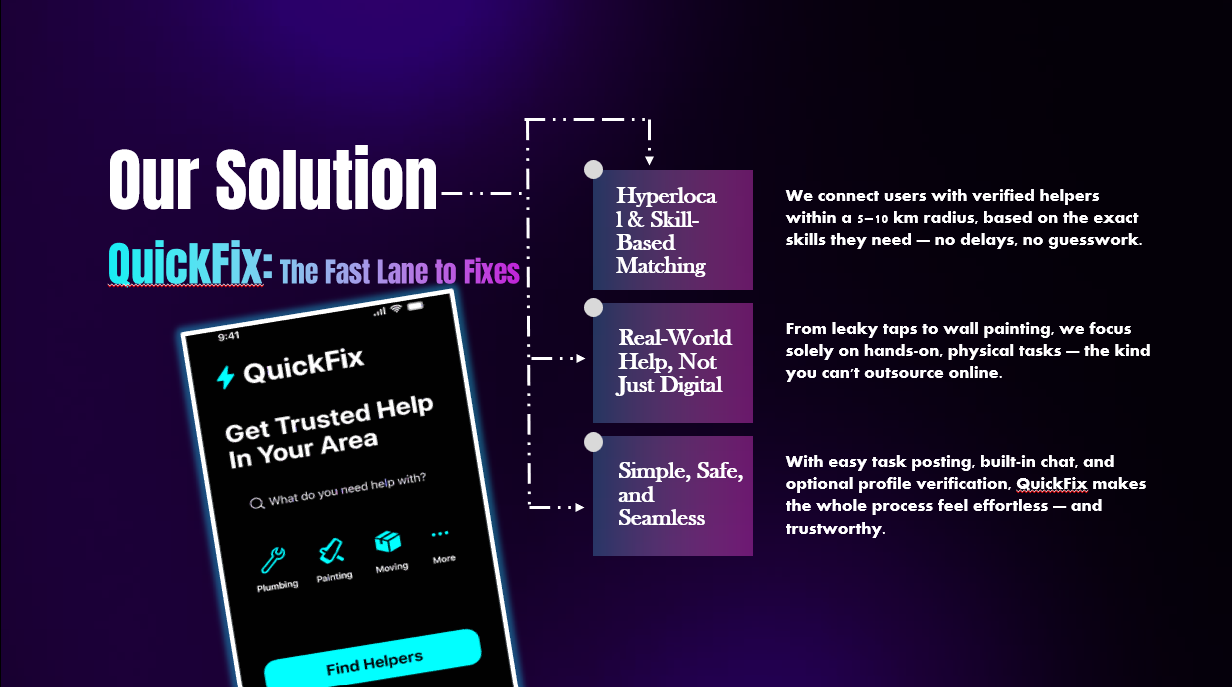 Our Solution
QuickFix: The Fast Lane to Fixes
9:41
QuickFix
Get Trusted Help
In Your Area
What do you need help with?
Plumbing
Painting
Moving
More
Find Helpers
Hyperloca
l & Skill-
Based
Matching
We connect users with verified helpers
within a 5–10 km radius, based on the exact
skills they need — no delays, no guesswork.
Real-World
Help, Not
Just Digital
From leaky taps to wall painting, we focus
solely on hands-on, physical tasks — the kind
you can’t outsource online.
Simple, Safe,
and
Seamless
With easy task posting, built-in chat, and
optional profile verification, QuickFix makes
the whole process feel effortless — and
trustworthy.